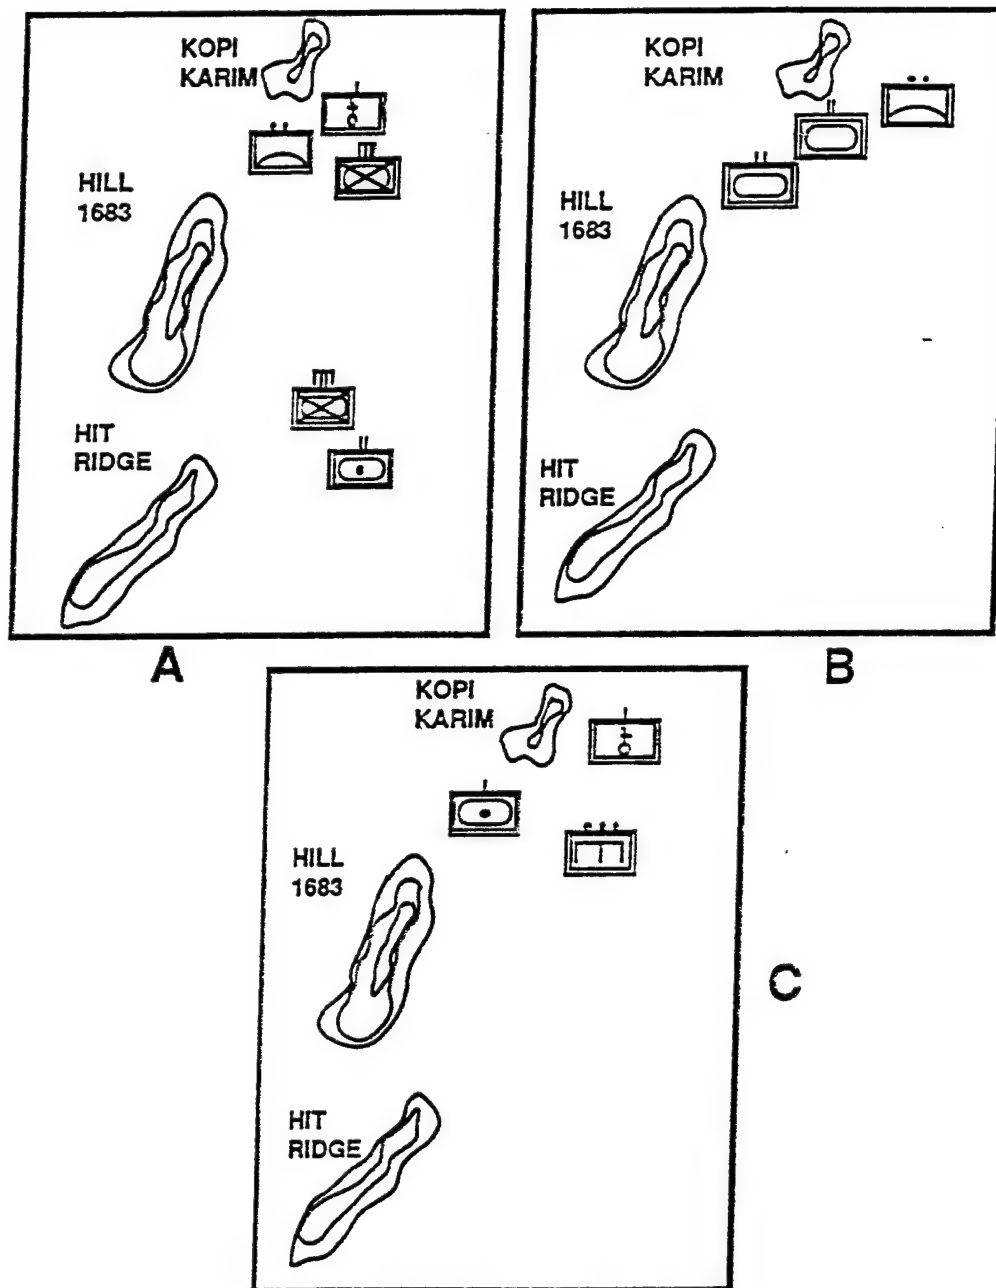 KOPI
KARIM
HILL
1683
HIT
RIDGE
A
KOPI
KARIM
HILL
1683
HIT
RIDGE
B
KOPI
KARIM
HILL
1683
HIT
RIDGE
C